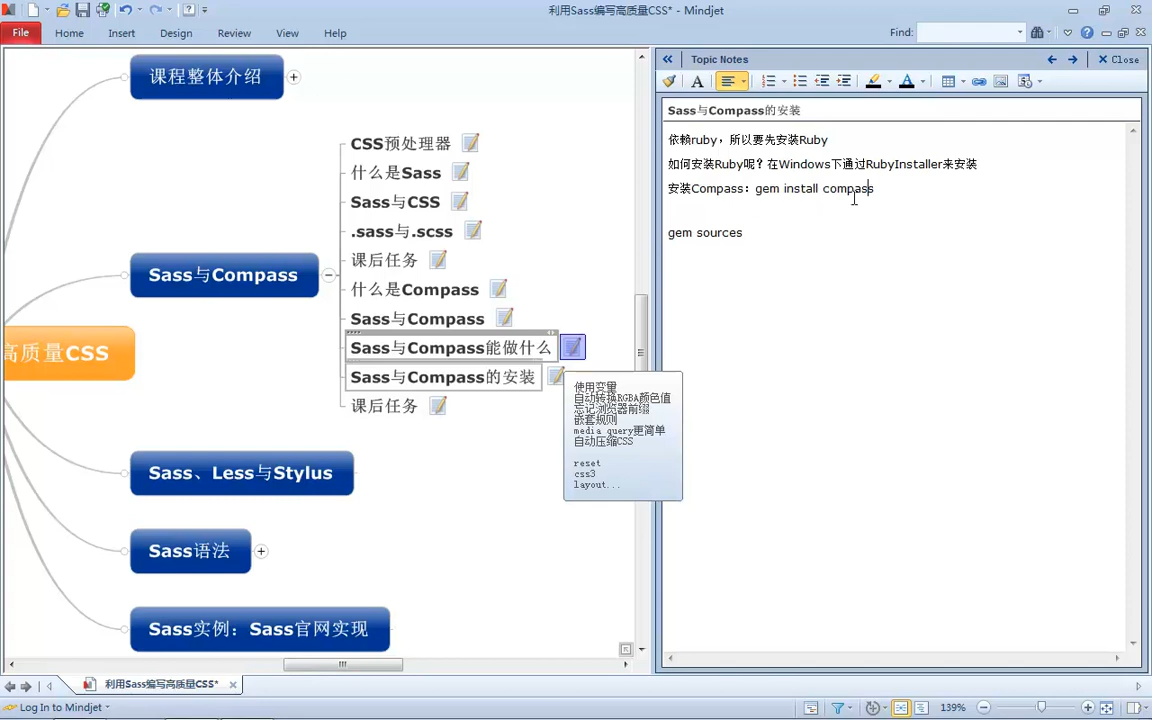 利用Sass编写高质量CSS* - Mindjet
File Home Insert Design Review View Help
Find:
课程整体介绍
CSS预处理器
什么是Sass
Sass与CSS
.sass与.scss
课后任务
什么是Compass
Sass与Compass
Sass与Compass能做什么
Sass与Compass的安装
课后任务
Sass与Compass
高质量CSS
Sass、Less与Stylus
Sass语法
Sass实例：Sass官网实现
使用变量
自动转换RGBA颜色值
忘记浏览器前缀
嵌套规则
media query更简单
自动压缩CSS
reset
css3
layout...
Topic Notes
Close
Sass与Compass的安装
依赖ruby，所以要先安装Ruby
如何安装Ruby呢？在Windows下通过RubyInstaller来安装
安装Compass：gem install compass
gem sources
利用Sass编写高质量CSS*
Log In to Mindjet
139%